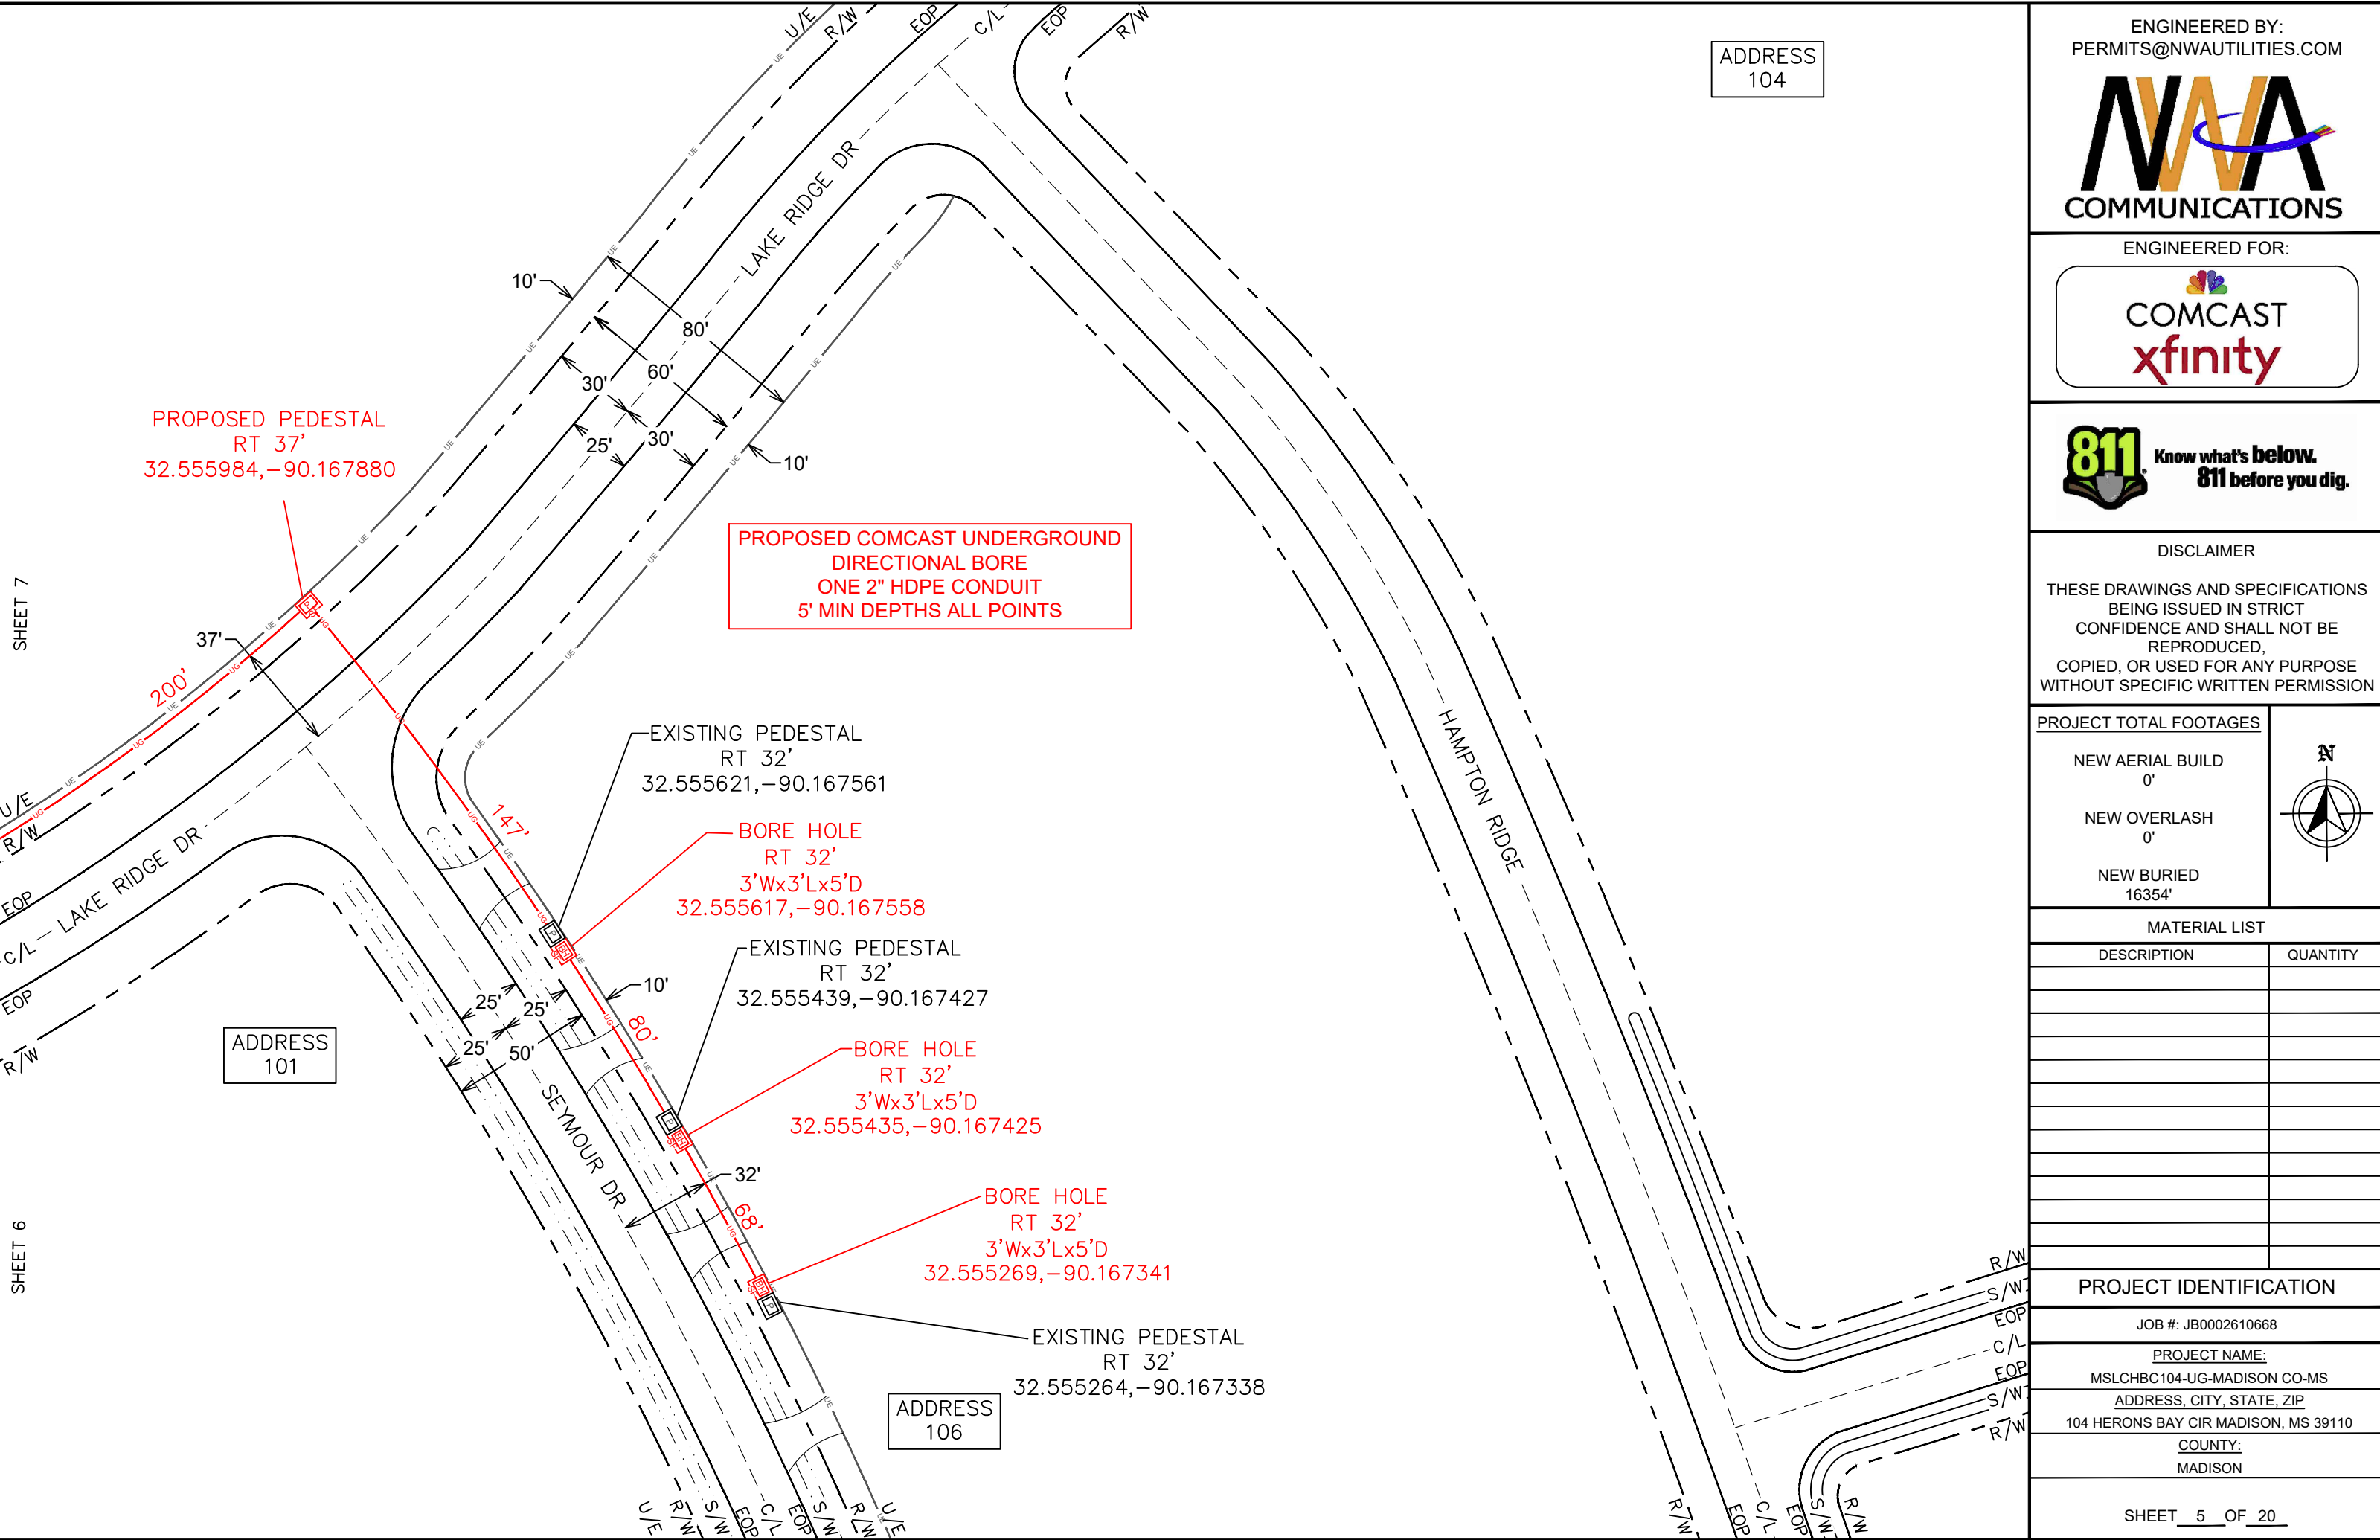 U/E
R/W
EOP
C/L
EOP
R/W
ADDRESS
104
LAKE RIDGE DR
10'
80'
60'
30'
30'
25'
10'
PROPOSED PEDESTAL
RT 37'
32.555984,-90.167880
PROPOSED COMCAST UNDERGROUND
DIRECTIONAL BORE
ONE 2" HDPE CONDUIT
5' MIN DEPTHS ALL POINTS
SHEET 7
37'
200'
U/E
R/W
EOP
C/L
LAKE RIDGE DR
EOP
R/W
EXISTING PEDESTAL
RT 32'
32.555621,-90.167561
147'
BORE HOLE
RT 32'
3'Wx3'Lx5'D
32.555617,-90.167558
EXISTING PEDESTAL
RT 32'
32.555439,-90.167427
10'
80'
25'
25'
25'
50'
ADDRESS
101
BORE HOLE
RT 32'
3'Wx3'Lx5'D
32.555435,-90.167425
SEYMOUR DR
32'
68'
BORE HOLE
RT 32'
3'Wx3'Lx5'D
32.555269,-90.167341
EXISTING PEDESTAL
RT 32'
32.555264,-90.167338
ADDRESS
106
SHEET 6
HAMPTON RIDGE
R/W
S/W
EOP
C/L
EOP
S/W
R/W
U/E
R/W
S/W
EOP
C/L
EOP
S/W
R/W
U/E
R/W
EOP
C/L
EOP
S/W
R/W
ENGINEERED BY:
PERMITS@NWAUTILITIES.COM
NWA
COMMUNICATIONS
ENGINEERED FOR:
COMCAST
xfinity
811
Know what's below.
811 before you dig.
DISCLAIMER
THESE DRAWINGS AND SPECIFICATIONS
BEING ISSUED IN STRICT
CONFIDENCE AND SHALL NOT BE
REPRODUCED,
COPIED, OR USED FOR ANY PURPOSE
WITHOUT SPECIFIC WRITTEN PERMISSION
PROJECT TOTAL FOOTAGES
NEW AERIAL BUILD
0'
NEW OVERLASH
0'
NEW BURIED
16354'
N
MATERIAL LIST
DESCRIPTION QUANTITY
PROJECT IDENTIFICATION
JOB #: JB0002610668
PROJECT NAME:
MSLCHBC104-UG-MADISON CO-MS
ADDRESS, CITY, STATE, ZIP
104 HERONS BAY CIR MADISON, MS 39110
COUNTY:
MADISON
SHEET 5 OF 20